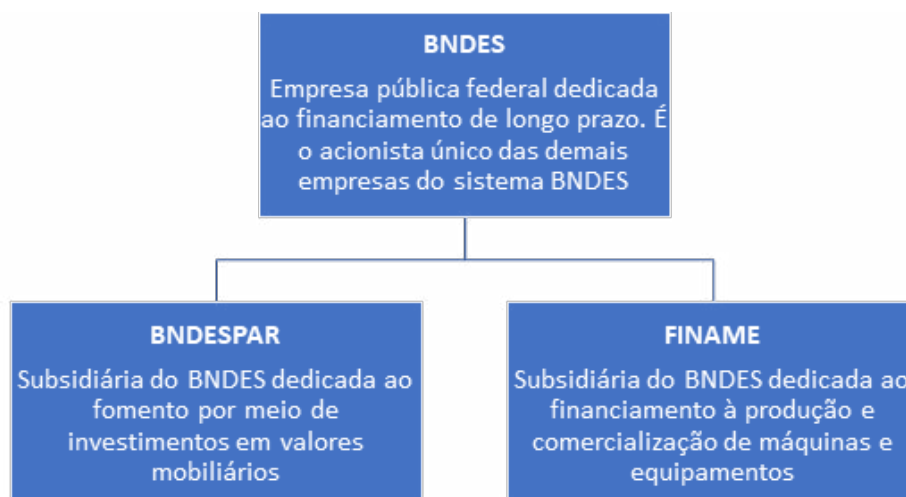 BNDES
Empresa pública federal dedicada
ao financiamento de longo prazo. É
o acionista único das demais
empresas do sistema BNDES
BNDESPAR
Subsidiária do BNDES dedicada ao
fomento por meio de
investimentos em valores
mobiliários
FINAME
Subsidiária do BNDES dedicada ao
financiamento à produção e
comercialização de máquinas e
equipamentos